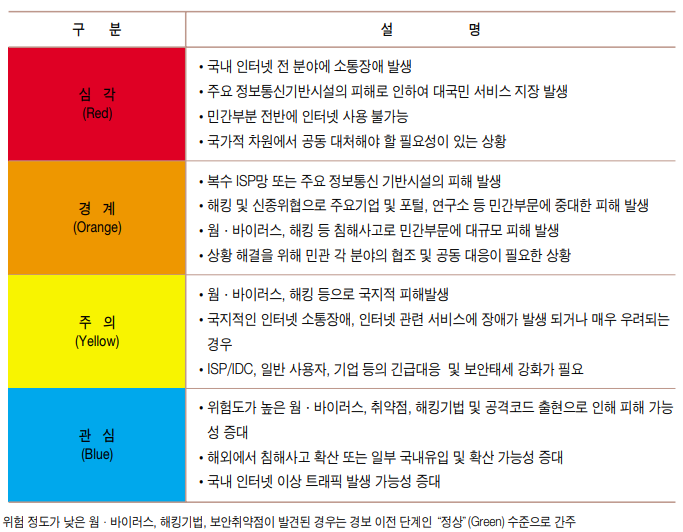 구 분
설 명
심 각
(Red)
• 국내 인터넷 전 분야에 소통장애 발생
• 주요 정보통신기반시설의 피해로 인하여 대국민 서비스 지장 발생
• 민간부분 전반에 인터넷 사용 불가능
• 국가적 차원에서 공동 대처해야 할 필요성이 있는 상황
경 계
(Orange)
• 복수 ISP망 또는 주요 정보통신 기반시설의 피해 발생
• 해킹 및 신종위협으로 주요기업 및 포털, 연구소 등 민간부문에 중대한 피해 발생
• 웜 · 바이러스, 해킹 등 침해사고로 민간부문에 대규모 피해 발생
• 상황 해결을 위해 민관 각 분야의 협조 및 공동 대응이 필요한 상황
주 의
(Yellow)
• 웜 · 바이러스, 해킹 등으로 국지적 피해발생
• 국지적인 인터넷 소통장애, 인터넷 관련 서비스에 장애가 발생 되거나 매우 우려되는
경우
• ISP/IDC, 일반 사용자, 기업 등의 긴급대응 및 보안태세 강화가 필요
관 심
(Blue)
• 위험도가 높은 웜 · 바이러스, 취약점, 해킹기법 및 공격코드 출현으로 인해 피해 가능
성 증대
• 해외에서 침해사고 확산 또는 일부 국내유입 및 확산 가능성 증대
• 국내 인터넷 이상 트래픽 발생 가능성 증대
위험 정도가 낮은 웜 · 바이러스, 해킹기법, 보안취약점이 발견된 경우는 경보 이전 단계인 “정상”(Green) 수준으로 간주